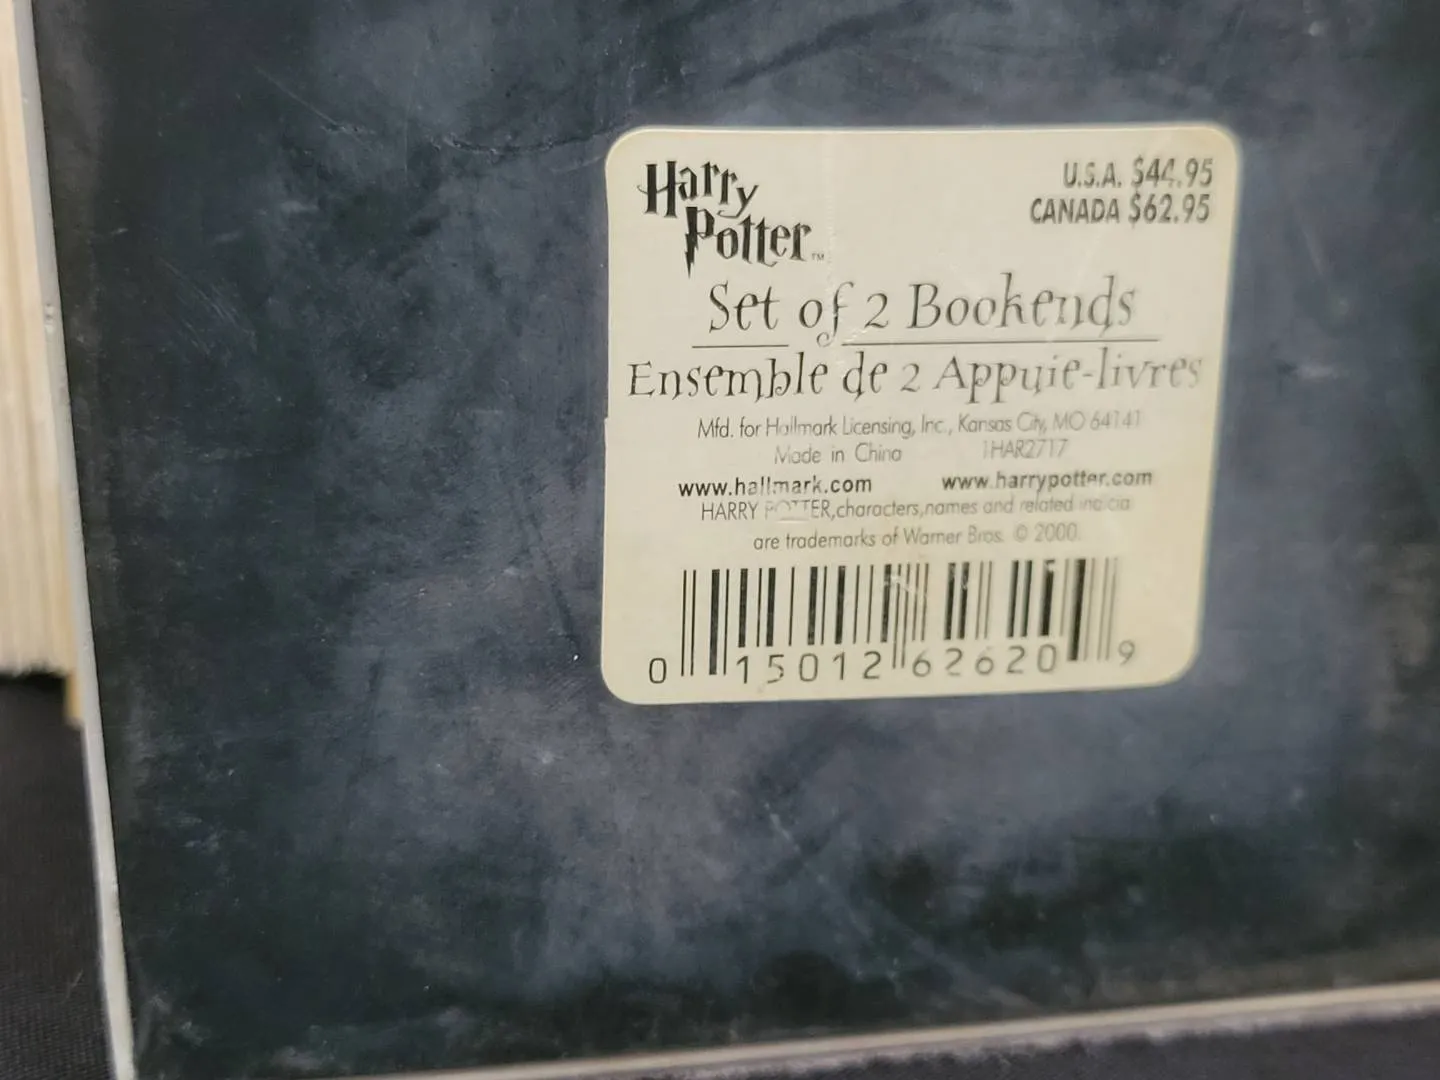 Harry
Potter™
U.S.A. $44.95
CANADA $62.95
Set of 2 Bookends
Ensemble de 2 Appuie-livres
Mfd. for Hallmark Licensing, Inc., Kansas City, MO 64141
Made in China 1HAR2717
www.hallmark.com www.harrypotter.com
HARRY POTTER,characters,names and related indicia
are trademarks of Warner Bros. © 2000.
0 15012 62620 9